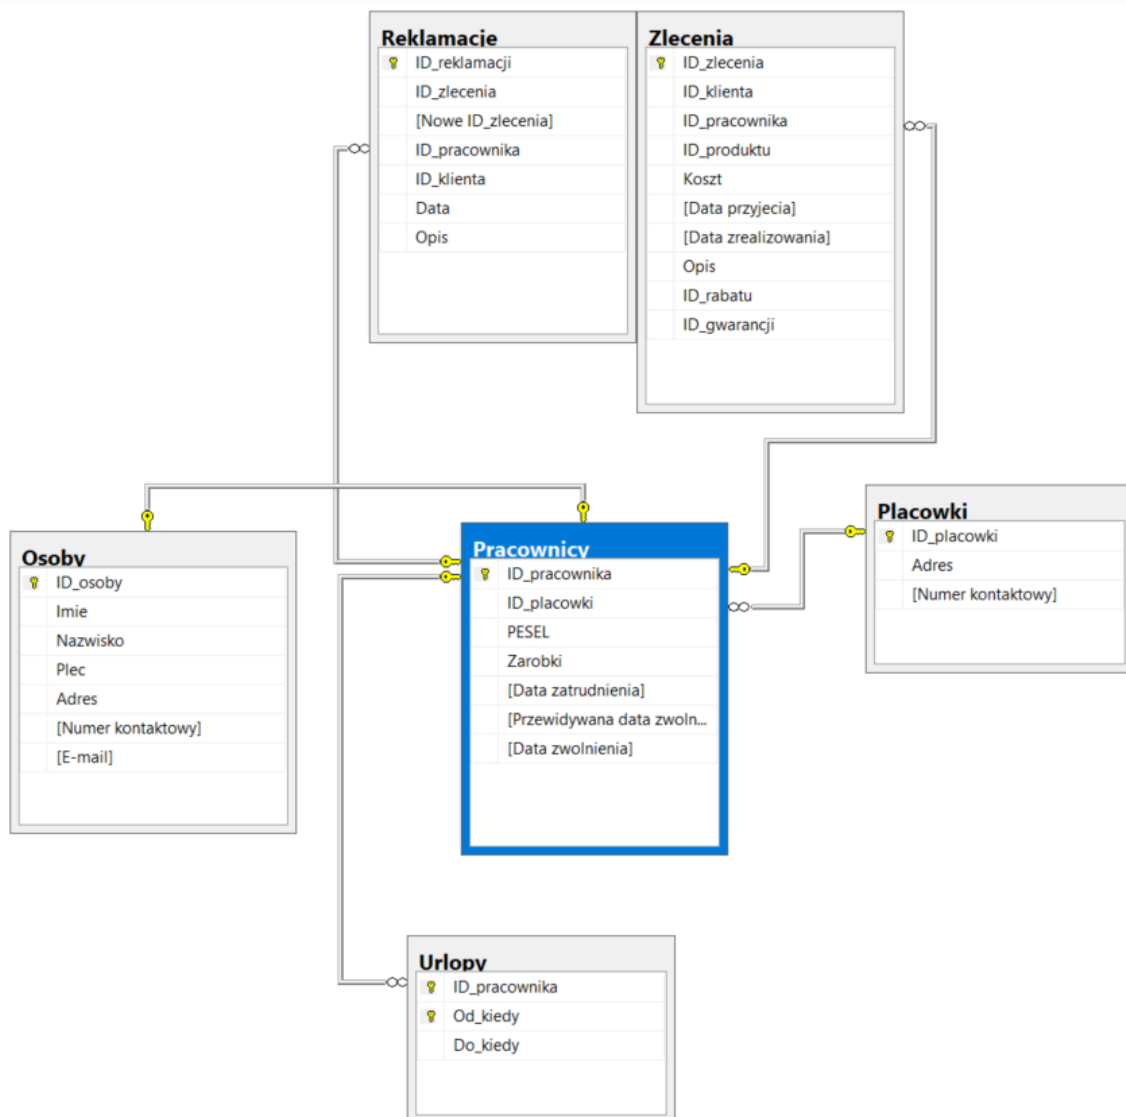 Reklamacje
ID_reklamacji
ID_zlecenia
[Nowe ID_zlecenia]
ID_pracownika
ID_klienta
Data
Opis
Zlecenia
ID_zlecenia
ID_klienta
ID_pracownika
ID_produktu
Koszt
[Data przyjecia]
[Data zrealizowania]
Opis
ID_rabatu
ID_gwarancji
Osoby
ID_osoby
Imie
Nazwisko
Plec
Adres
[Numer kontaktowy]
[E-mail]
Pracownicy
ID_pracownika
ID_placowki
PESEL
Zarobki
[Data zatrudnienia]
[Przewidywana data zwoln...
[Data zwolnienia]
Placowki
ID_placowki
Adres
[Numer kontaktowy]
Urlopy
ID_pracownika
Od_kiedy
Do_kiedy